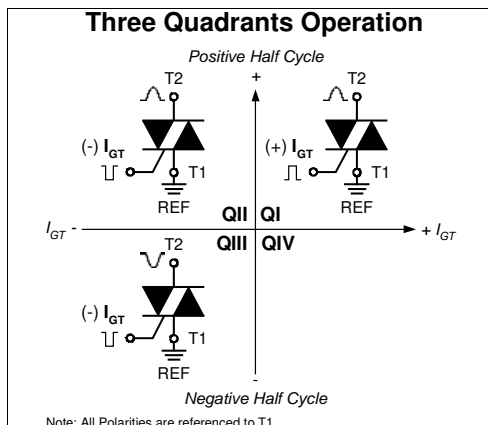 Three Quadrants Operation
Positive Half Cycle
+
T2
T2
(-) IGT
(+) IGT
T1
T1
REF
REF
QII QI
IGT -
+ IGT
QIII QIV
T2
(-) IGT
T1
REF
-
Negative Half Cycle
Note: All Polarities are referenced to T1